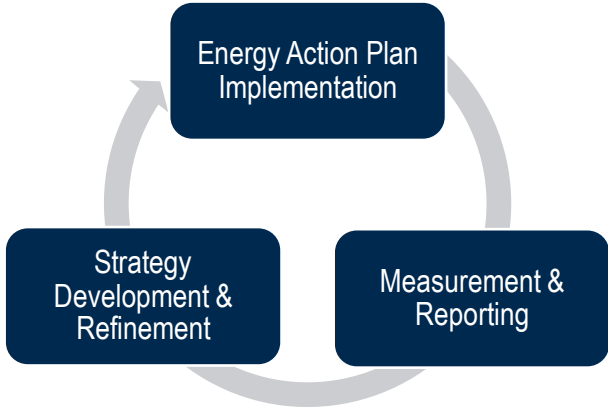 Energy Action Plan
Implementation
Strategy
Development &
Refinement
Measurement &
Reporting